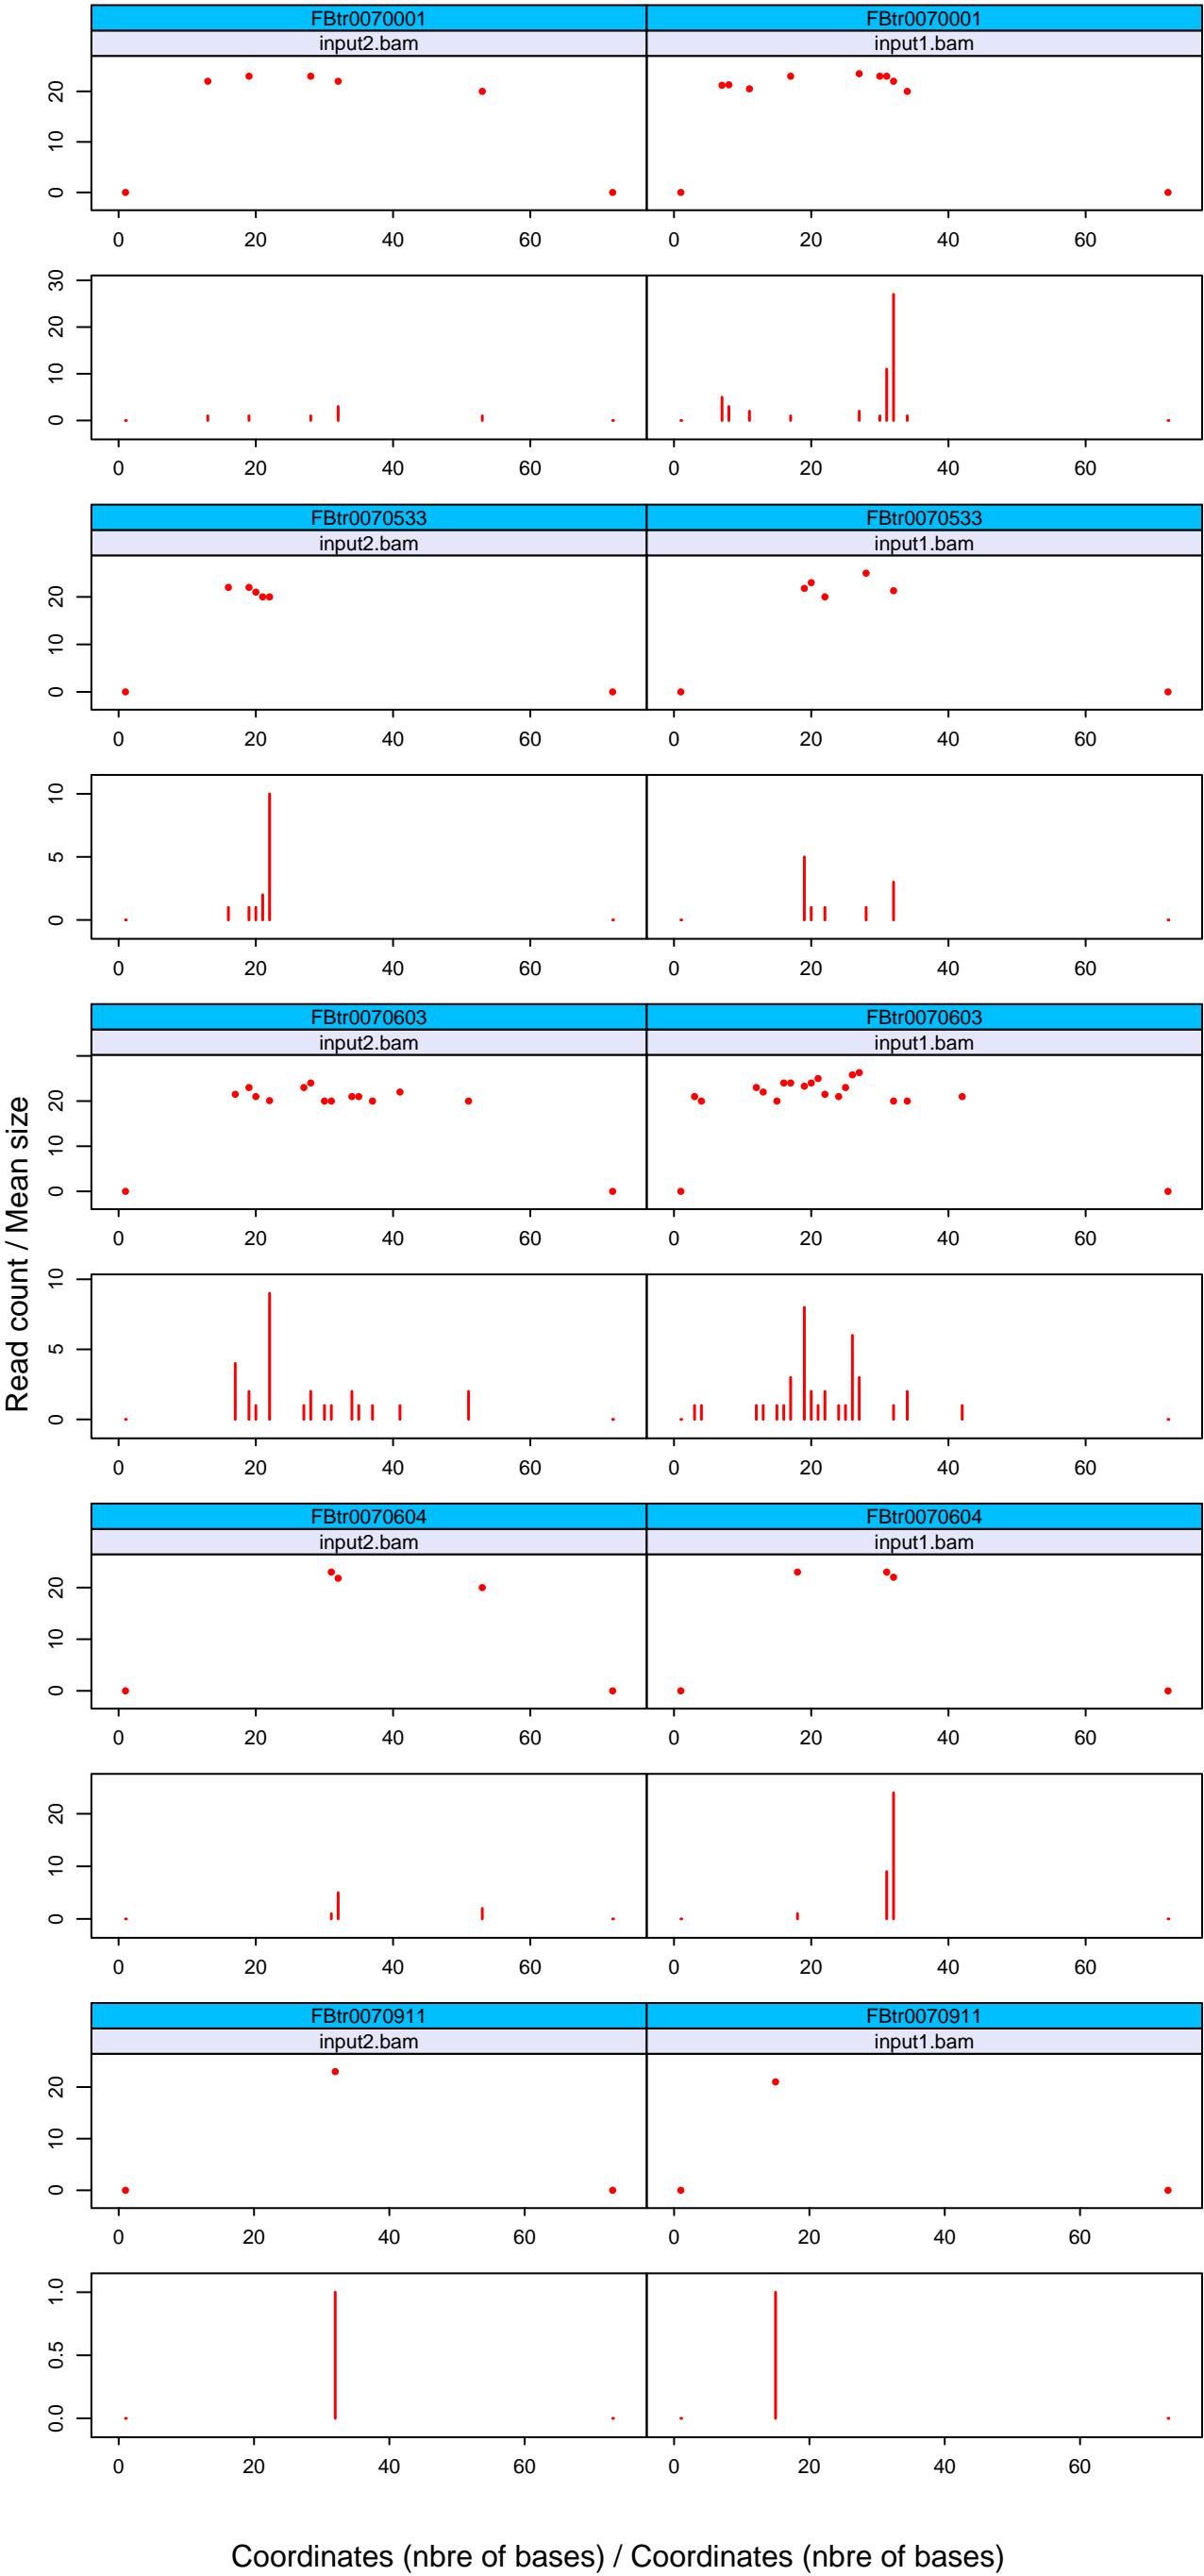 FBtr0070001 FBtr0070001
input2.bam input1.bam
20
10
0
0 20 40 60 0 20 40 60
30
20
10
0
0 20 40 60 0 20 40 60
FBtr0070533 FBtr0070533
input2.bam input1.bam
20
10
0
0 20 40 60 0 20 40 60
10
5
0
0 20 40 60 0 20 40 60
FBtr0070603 FBtr0070603
input2.bam input1.bam
20
10
0
0 20 40 60 0 20 40 60
Read count / Mean size
10
5
0
0 20 40 60 0 20 40 60
FBtr0070604 FBtr0070604
input2.bam input1.bam
20
10
0
0 20 40 60 0 20 40 60
20
10
0
0 20 40 60 0 20 40 60
FBtr0070911 FBtr0070911
input2.bam input1.bam
20
10
0
0 20 40 60 0 20 40 60
1.0
0.5
0.0
0 20 40 60 0 20 40 60
Coordinates (nbre of bases) / Coordinates (nbre of bases)